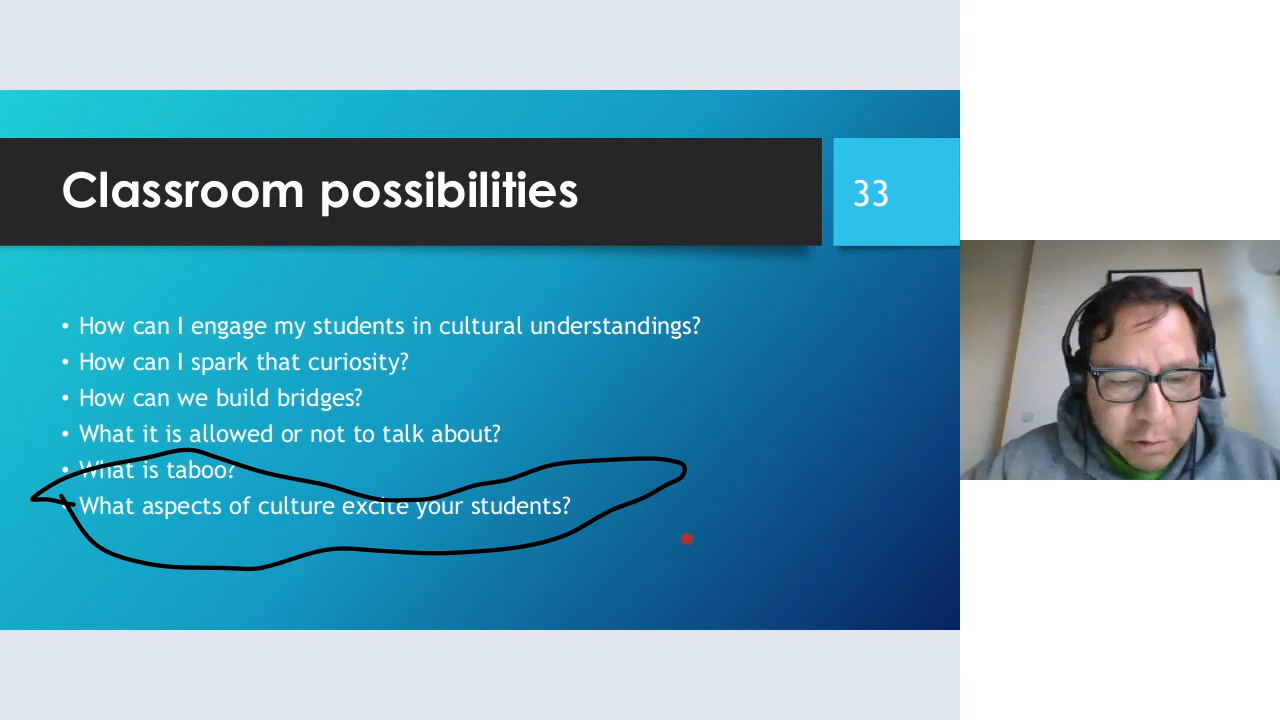 Classroom possibilities
33
• How can I engage my students in cultural understandings?
• How can I spark that curiosity?
• How can we build bridges?
• What it is allowed or not to talk about?
• What is taboo?
• What aspects of culture excite your students?